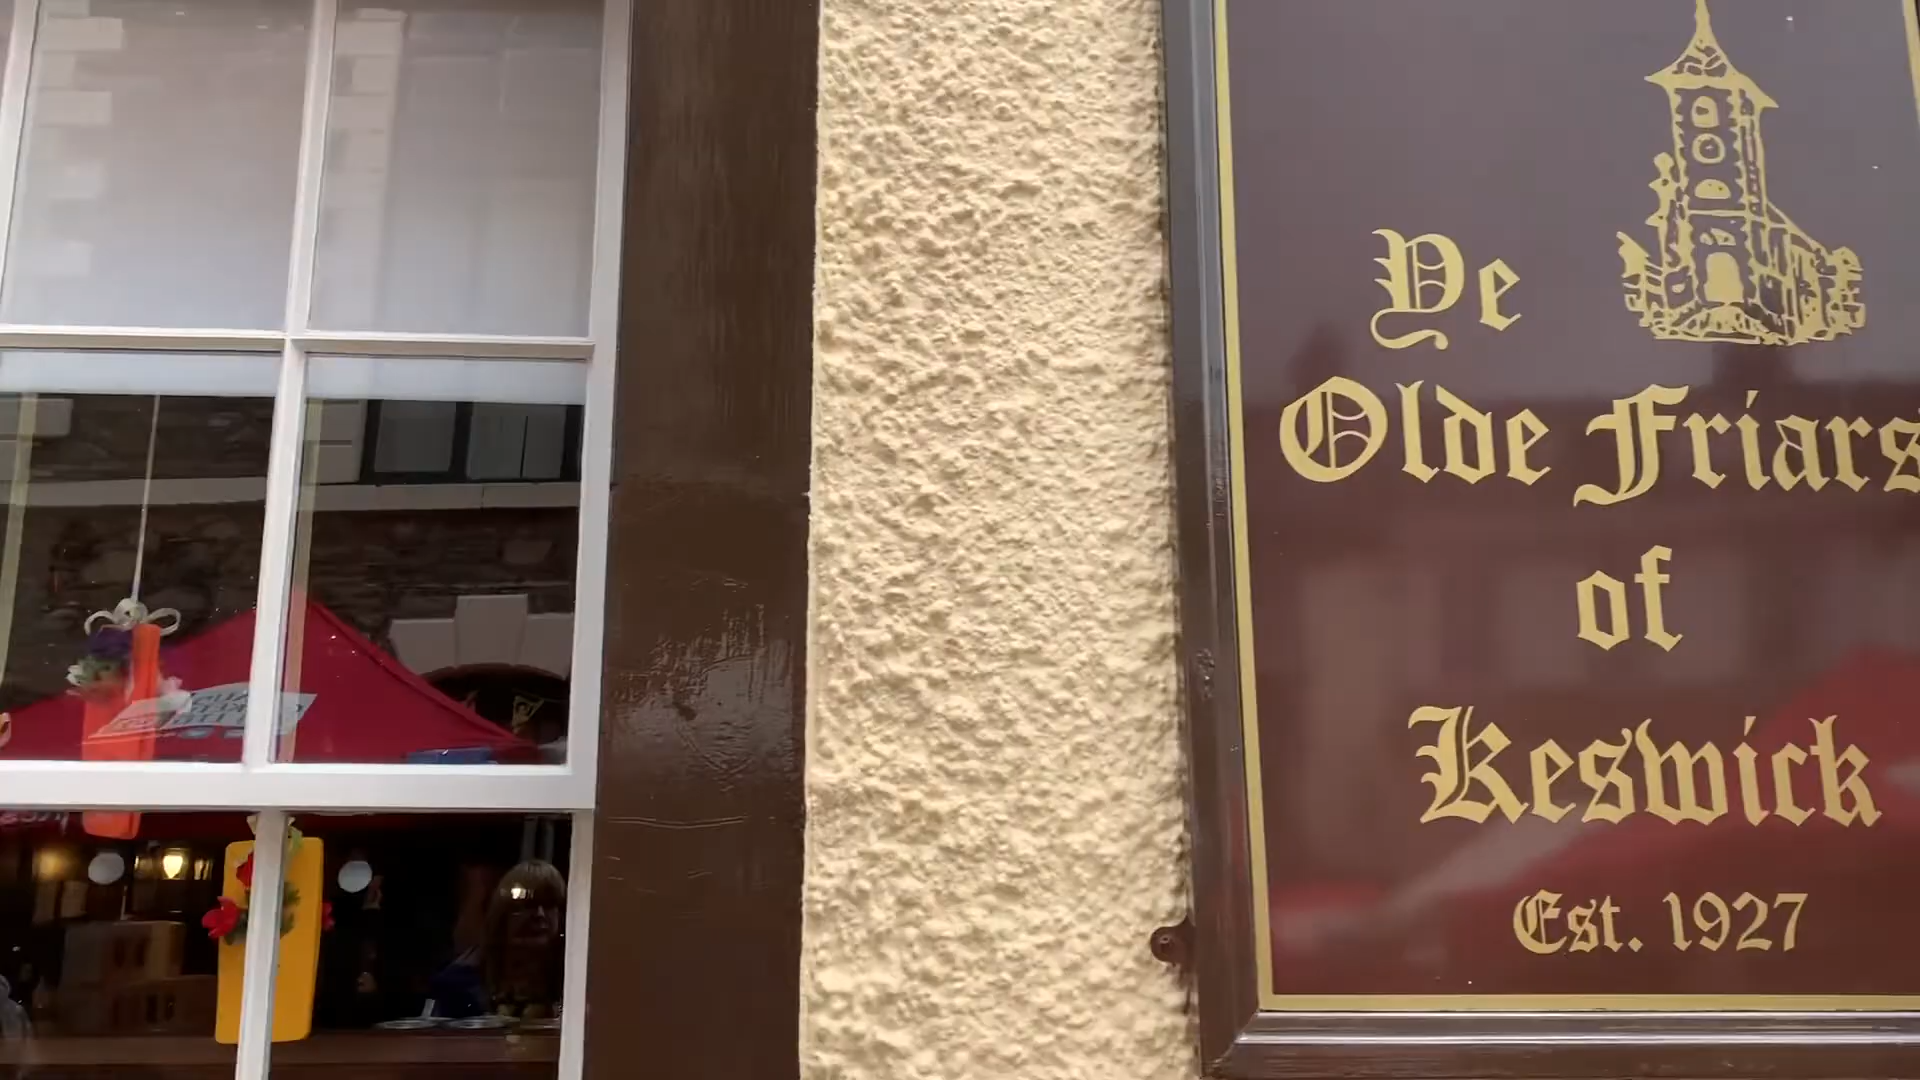 Ye
Olde Friars
of
Keswick
Est. 1927